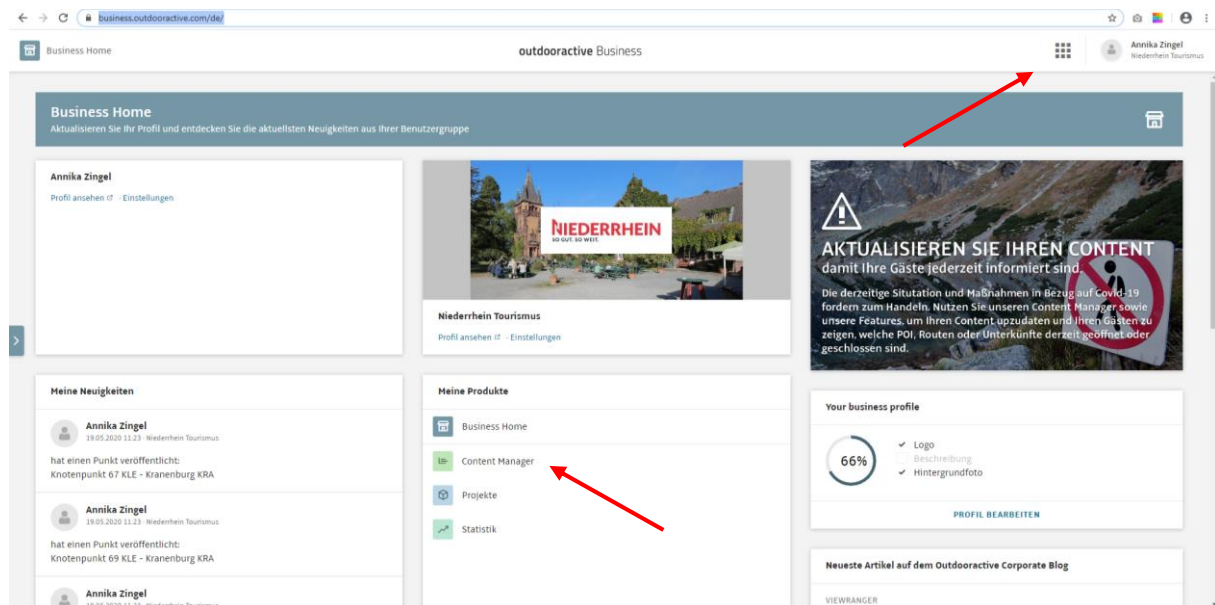 business.outdooractive.com/de/
Business Home
outdooractive Business
Annika Zingel
Niederrhein Tourismus
Business Home
Aktualisieren Sie Ihr Profil und entdecken Sie die aktuellsten Neuigkeiten aus Ihrer Benutzergruppe
Annika Zingel
Profil ansehen · Einstellungen
NIEDERRHEIN
SO GUT. SO WEIT.
Niederrhein Tourismus
Profil ansehen · Einstellungen
AKTUALISIEREN SIE IHREN CONTENT
damit Ihre Gäste jederzeit informiert sind.
Die derzeitige Situtation und Maßnahmen in Bezug auf Covid-19
fordern zum Handeln. Nutzen Sie unseren Content Manager sowie
unsere Features, um Ihren Content upzudaten und Ihren Gästen zu
zeigen, welche POI, Routen oder Unterkünfte derzeit geöffnet oder
geschlossen sind.
Meine Neuigkeiten
Annika Zingel
19.05.2020 11:23 · Niederrhein Tourismus
hat einen Punkt veröffentlicht:
Knotenpunkt 67 KLE - Kranenburg KRA
Annika Zingel
19.05.2020 11:23 · Niederrhein Tourismus
hat einen Punkt veröffentlicht:
Knotenpunkt 69 KLE - Kranenburg KRA
Annika Zingel
Meine Produkte
Business Home
Content Manager
Projekte
Statistik
Your business profile
66%
Logo
Beschreibung
Hintergrundfoto
PROFIL BEARBEITEN
Neueste Artikel auf dem Outdooractive Corporate Blog
VIEWRANGER